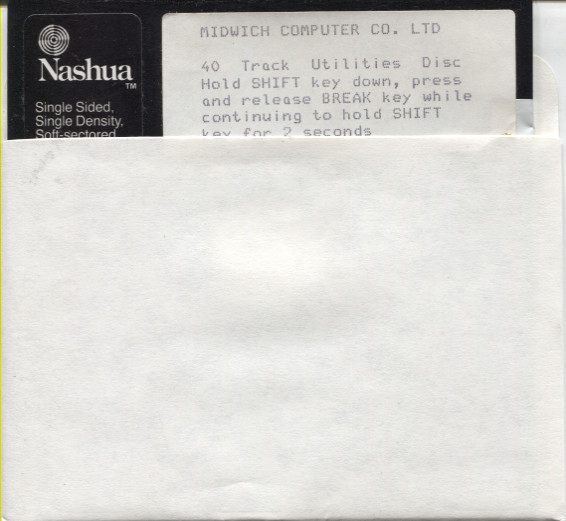 Nashua
TM
Single Sided,
Single Density,
Soft-sectored
MIDWICH COMPUTER CO. LTD
40 Track Utilities Disc
Hold SHIFT key down, press
and release BREAK key while
continuing to hold SHIFT
key for 2 seconds